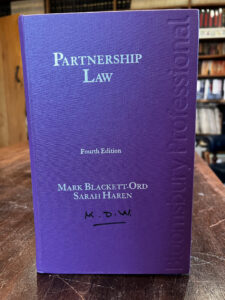 PARTNERSHIP
LAW
Fourth Edition
MARK BLACKETT-ORD
SARAH HAREN
M. D. W.
Bloomsbury Professional